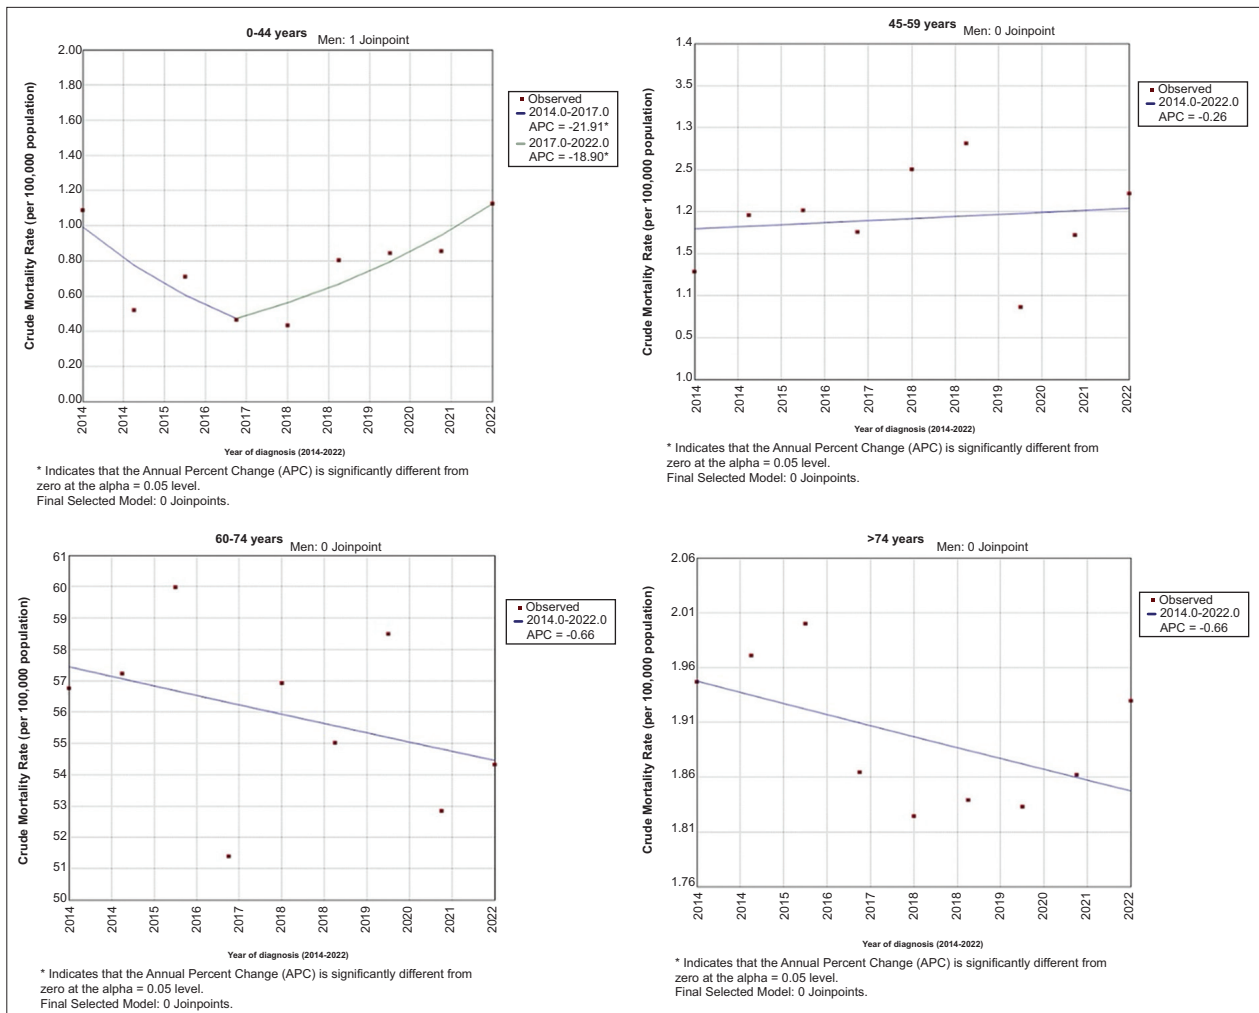 0-44 years
Men: 1 Joinpoint
Crude Mortality Rate (per 100,000 population)
2.00
1.80
1.60
1.40
1.20
1.00
0.80
0.60
0.40
0.20
0.00
2014
2014
2015
2016
2017
2018
2018
2019
2020
2021
2022
Year of diagnosis (2014-2022)
Observed
2014.0-2017.0
APC = -21.91*
2017.0-2022.0
APC = -18.90*
* Indicates that the Annual Percent Change (APC) is significantly different from
zero at the alpha = 0.05 level.
Final Selected Model: 0 Joinpoints.
45-59 years
Men: 0 Joinpoint
Crude Mortality Rate (per 100,000 population)
1.4
3.5
1.3
2.5
1.2
1.5
1.1
0.5
1.0
2014
2014
2015
2016
2017
2018
2018
2019
2020
2021
2022
Year of diagnosis (2014-2022)
Observed
2014.0-2022.0
APC = -0.26
* Indicates that the Annual Percent Change (APC) is significantly different from
zero at the alpha = 0.05 level.
Final Selected Model: 0 Joinpoints.
60-74 years
Men: 0 Joinpoint
Crude Mortality Rate (per 100,000 population)
61
60
59
58
57
56
55
54
53
52
51
50
2014
2014
2015
2016
2017
2018
2018
2019
2020
2021
2022
Year of diagnosis (2014-2022)
Observed
2014.0-2022.0
APC = -0.66
* Indicates that the Annual Percent Change (APC) is significantly different from
zero at the alpha = 0.05 level.
Final Selected Model: 0 Joinpoints.
>74 years
Men: 0 Joinpoint
Crude Mortality Rate (per 100,000 population)
2.06
2.01
1.96
1.91
1.86
1.81
1.76
2014
2014
2015
2016
2017
2018
2018
2019
2020
2021
2022
Year of diagnosis (2014-2022)
Observed
2014.0-2022.0
APC = -0.66
* Indicates that the Annual Percent Change (APC) is significantly different from
zero at the alpha = 0.05 level.
Final Selected Model: 0 Joinpoints.